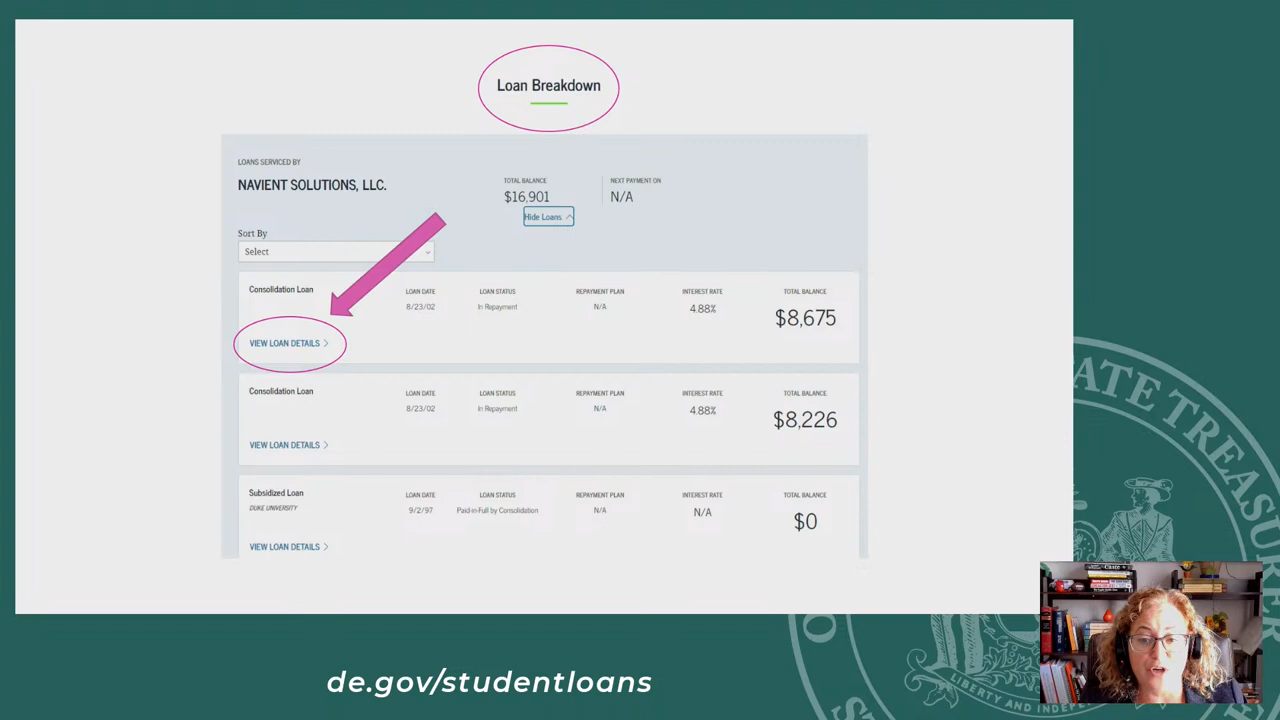 Loan Breakdown
LOANS SERVICED BY
NAVIENT SOLUTIONS, LLC.
TOTAL BALANCE
$16,901
NEXT PAYMENT ON
N/A
Hide Loans
Sort By
Select
Consolidation Loan
LOAN DATE
8/23/02
LOAN STATUS
In Repayment
REPAYMENT PLAN
N/A
INTEREST RATE
4.88%
TOTAL BALANCE
$8,675
VIEW LOAN DETAILS
Consolidation Loan
LOAN DATE
8/23/02
LOAN STATUS
In Repayment
REPAYMENT PLAN
N/A
INTEREST RATE
4.88%
TOTAL BALANCE
$8,226
VIEW LOAN DETAILS
Subsidized Loan
DUKE UNIVERSITY
LOAN DATE
9/2/97
LOAN STATUS
Paid-in-Full by Consolidation
REPAYMENT PLAN
N/A
INTEREST RATE
N/A
TOTAL BALANCE
$0
VIEW LOAN DETAILS
TATE TREASUR
LIBERTY AND
Caste
de.gov/studentloans